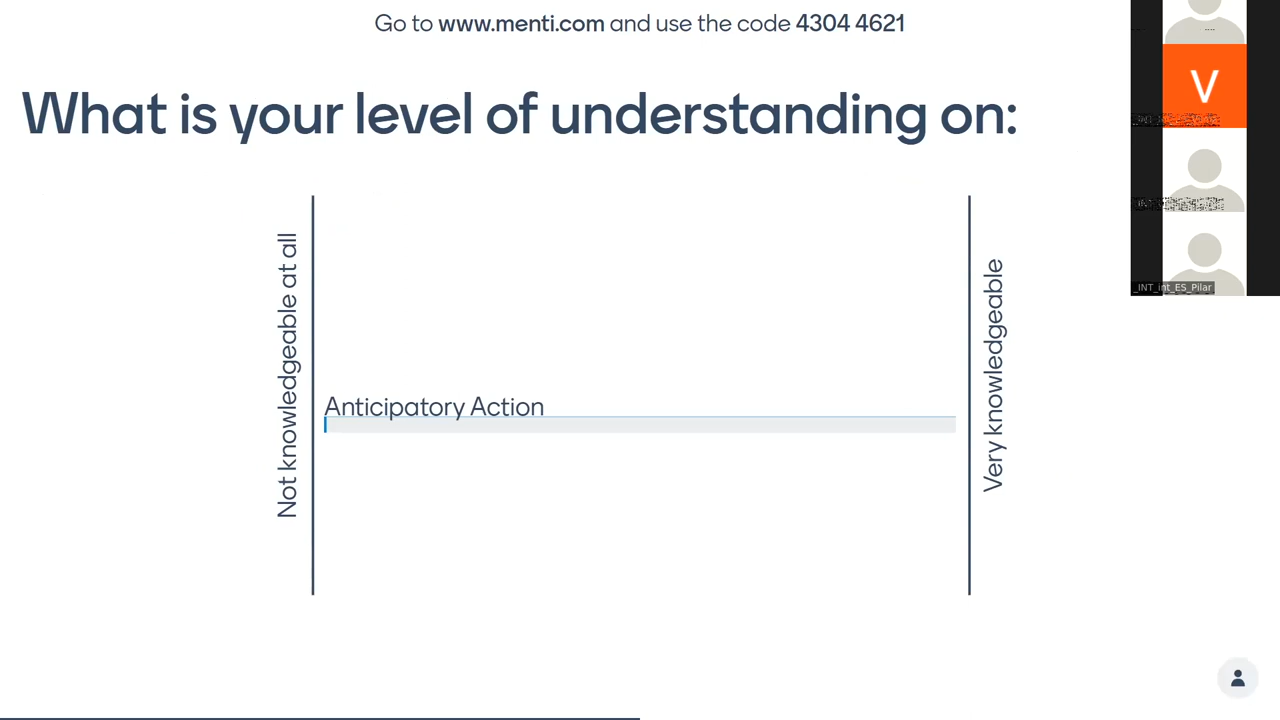 Go to www.menti.com and use the code 4304 4621
What is your level of understanding on:
Not knowledgeable at all
Anticipatory Action
Very knowledgeable
V
_INT_int_ES_Pilar